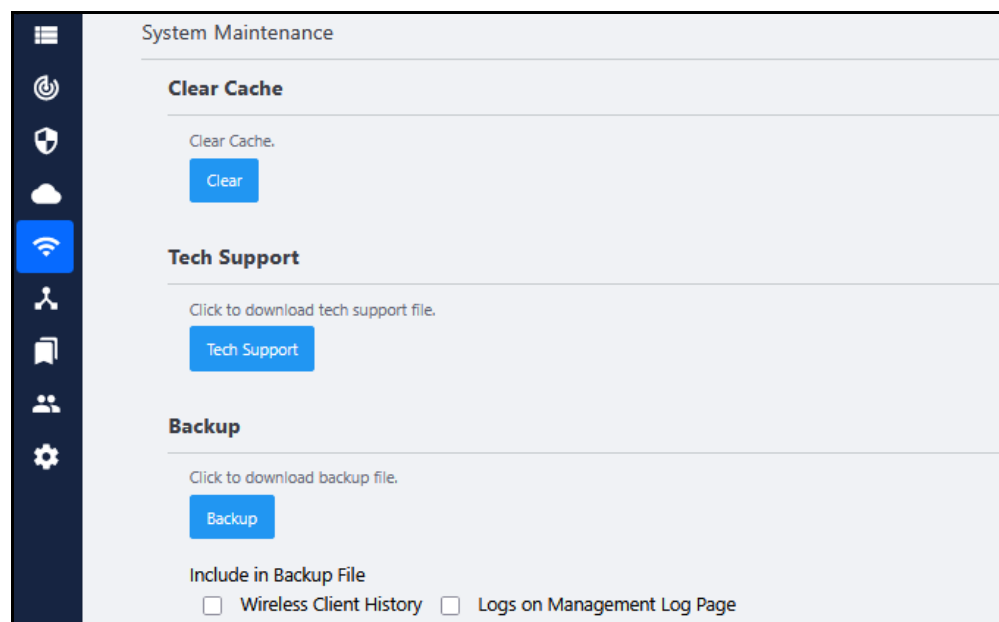 System Maintenance
Clear Cache
Clear Cache.
Clear
Tech Support
Click to download tech support file.
Tech Support
Backup
Click to download backup file.
Backup
Include in Backup File
Wireless Client History Logs on Management Log Page